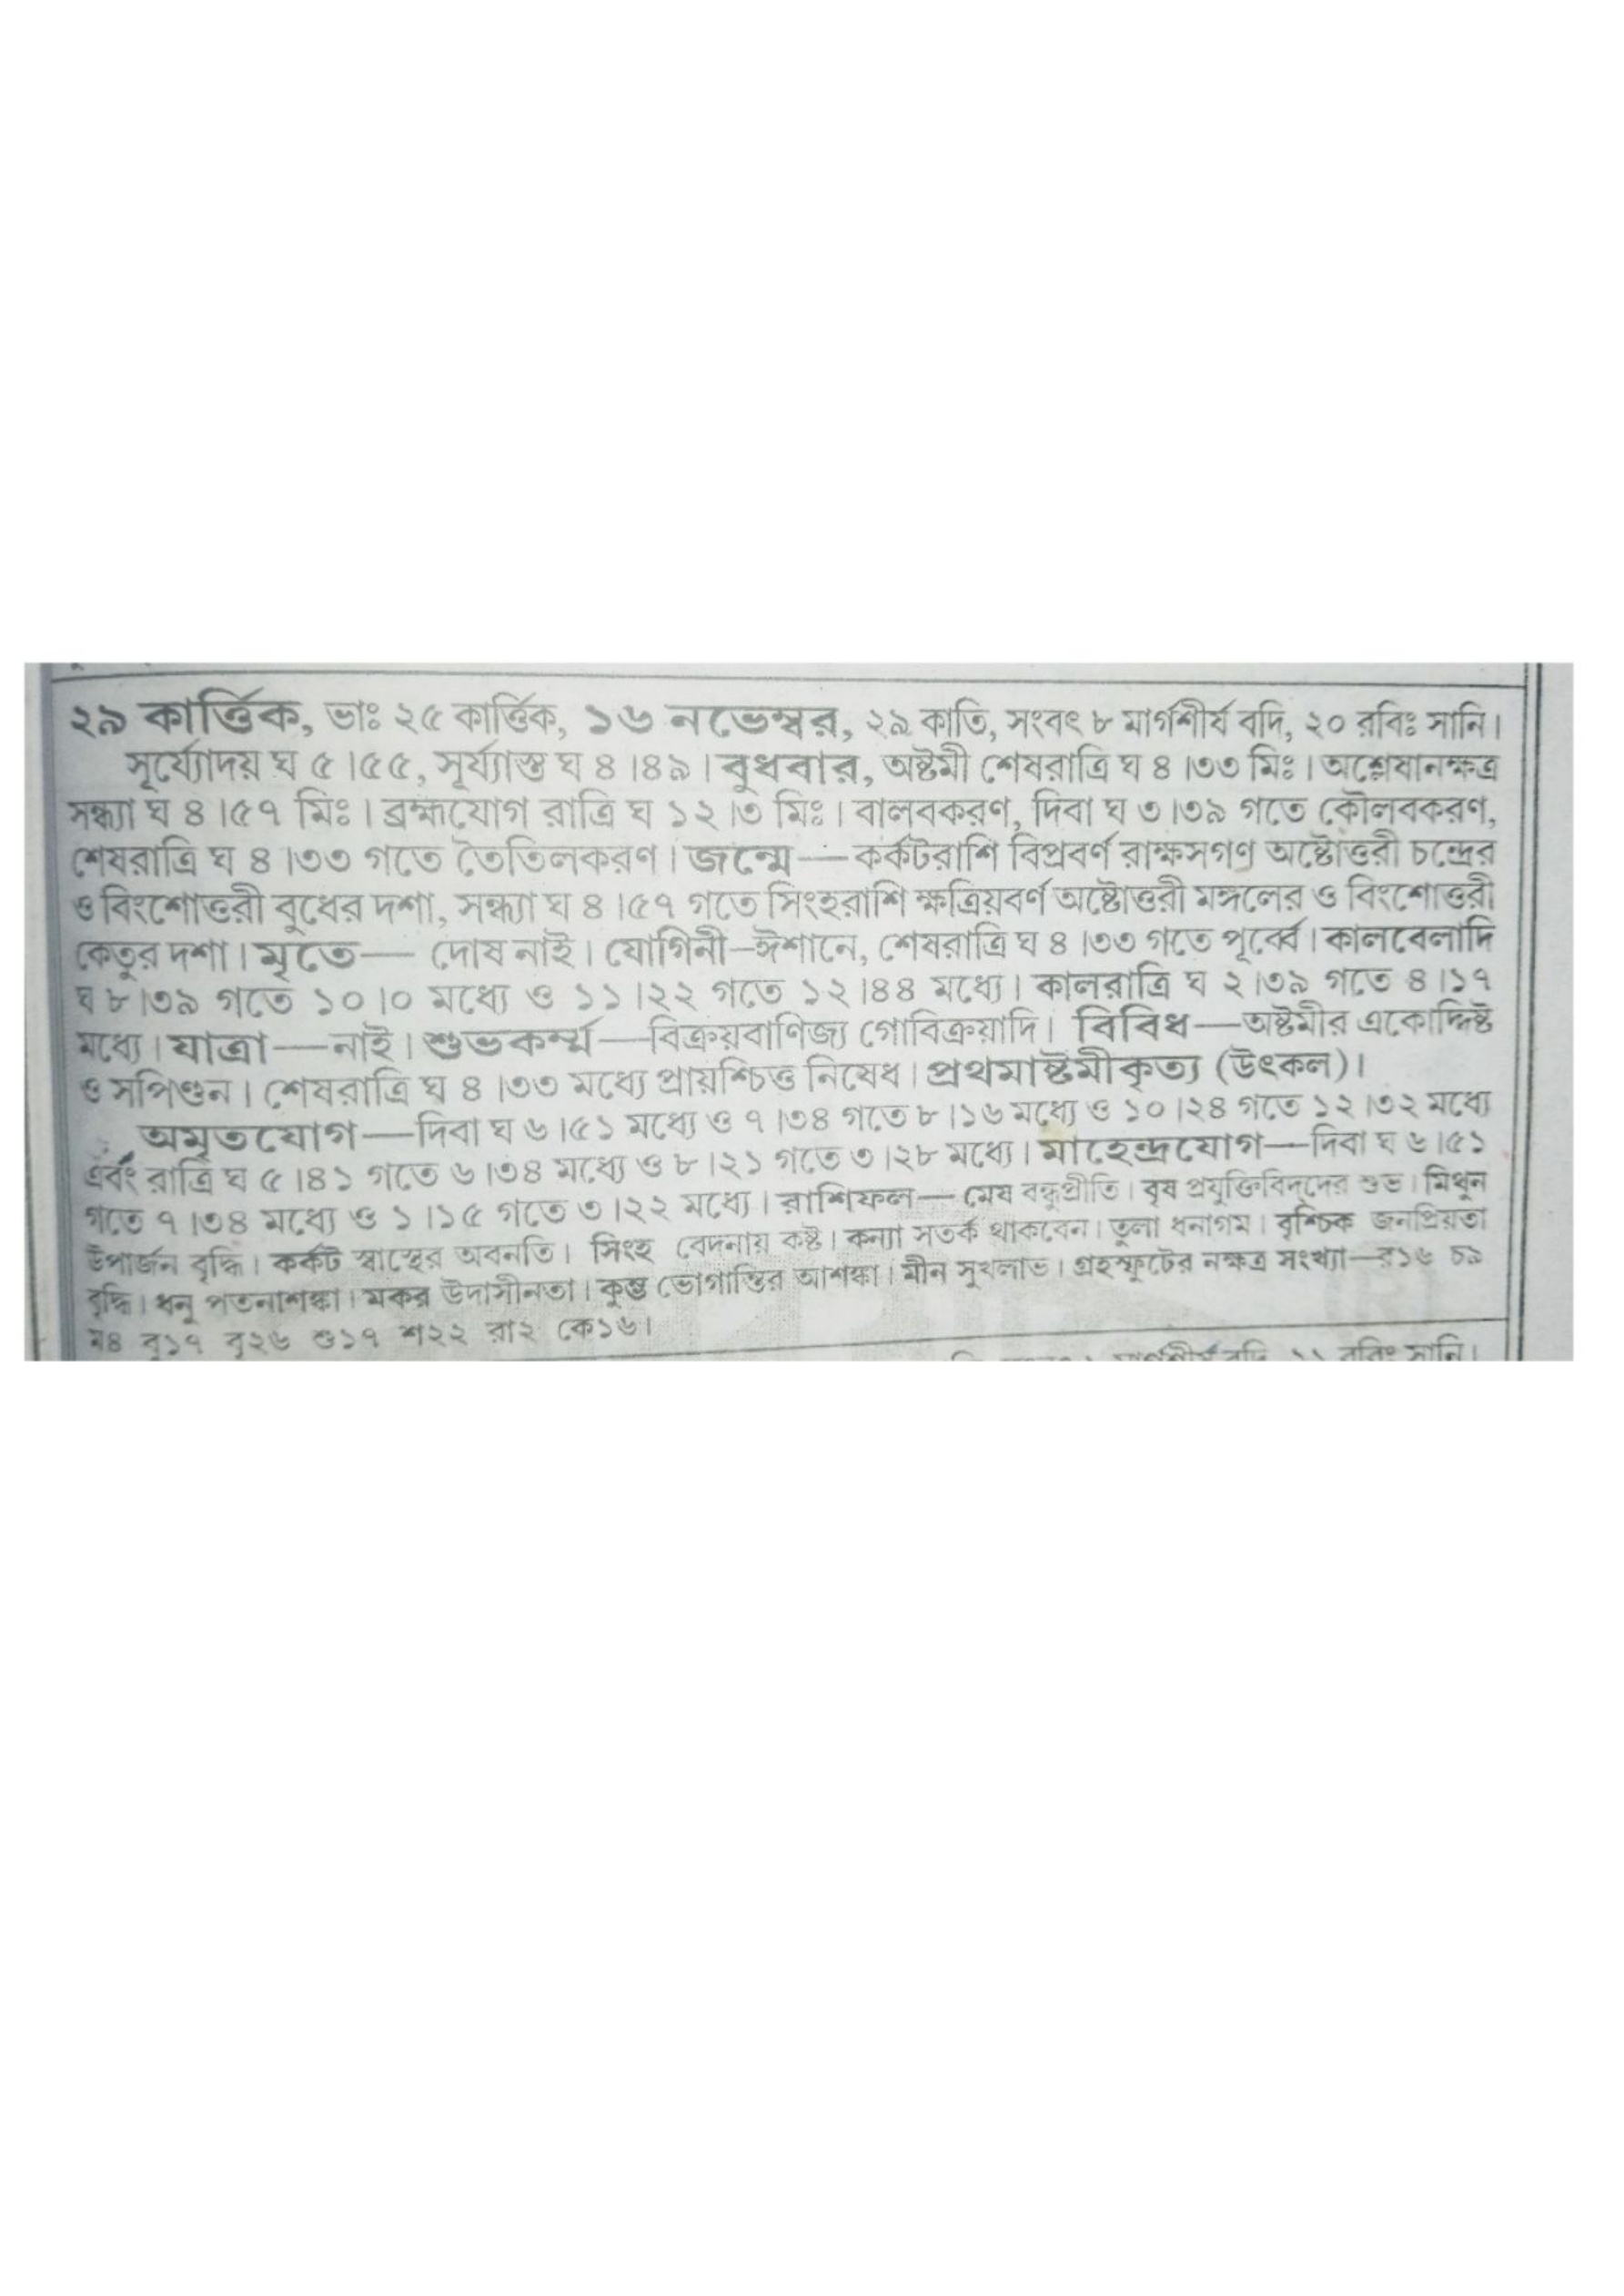 ২৯ কার্ত্তিক, ভাঃ ২৫ কার্ত্তিক, ১৬ নভেম্বর, ২৯ কাতি, সংবৎ ৮ মার্গশীর্য বদি, ২০ রবিঃ সানি।
সূর্য্যোদয় ঘ ৫।৫৫, সূর্য্যাস্ত ঘ ৪।৪৯। বুধবার, অষ্টমী শেষরাত্রি ঘ ৪।৩৩ মিঃ। অশ্লেষানক্ষত্র
সন্ধ্যা ঘ ৪।৫৭ মিঃ। ব্রহ্মযোগ রাত্রি ঘ ১২।৩ মিঃ। বালবকরণ, দিবা ঘ ৩।৩৯ গতে কৌলবকরণ,
শেষরাত্রি ঘ ৪।৩৩ গতে তৈতিলকরণ। জন্মে— কর্কটরাশি বিপ্রবর্ণ রাক্ষসগণ অষ্টোত্তরী চন্দ্রের
ও বিংশোত্তরী বুধের দশা, সন্ধ্যা ঘ ৪।৫৭ গতে সিংহরাশি ক্ষত্রিয়বর্ণ অষ্টোত্তরী মঙ্গলের ও বিংশোত্তরী
কেতুর দশা। মৃতে— দোষ নাই। যোগিনী–ঈশানে, শেষরাত্রি ঘ ৪।৩৩ গতে পূর্ব্বে। কালবেলাদি
ঘ ৮।৩৯ গতে ১০।০ মধ্যে ও ১১।২২ গতে ১২।৪৪ মধ্যে। কালরাত্রি ঘ ২।৩৯ গতে ৪।১৭
মধ্যে। যাত্রা—নাই। শুভকর্ম্ম—বিক্রয়বাণিজ্য গোবিক্রয়াদি। বিবিধ—অষ্টমীর একোদ্দিষ্ট
ও সপিণ্ডন। শেষরাত্রি ঘ ৪।৩৩ মধ্যে প্রায়শ্চিত্ত নিষেধ। প্রথমাষ্টমীকৃত্য (উৎকল)।
অমৃতযোগ—দিবা ঘ ৬।৫১ মধ্যে ও ৭।৩৪ গতে ৮।১৬ মধ্যে ও ১০।২৪ গতে ১২।৩২ মধ্যে
এবং রাত্রি ঘ ৫।৪১ গতে ৬।৩৪ মধ্যে ও ৮।২১ গতে ৩।২৮ মধ্যে। মাহেন্দ্রযোগ—দিবা ঘ ৬।৫১
গতে ৭।৩৪ মধ্যে ও ১।১৫ গতে ৩।২২ মধ্যে। রাশিফল— মেষ বন্ধুপ্রীতি। বৃষ প্রযুক্তিবিদ্‌দের শুভ। মিথুন
উপার্জন বৃদ্ধি। কর্কট স্বাস্থের অবনতি। সিংহ বেদনায় কষ্ট। কন্যা সতর্ক থাকবেন। তুলা ধনাগম। বৃশ্চিক জনপ্রিয়তা
বৃদ্ধি। ধনু পতনাশঙ্কা। মকর উদাসীনতা। কুম্ভ ভোগান্তির আশঙ্কা। মীন সুখলাভ। গ্রহস্ফুটের নক্ষত্র সংখ্যা—র১৬ চ৯
ম৪ বু১৭ বৃ২৬ শু১৭ শ২২ রা২ কে১৬।
মার্গশীর্ষ বদি, ২১ রবিঃ সানি।